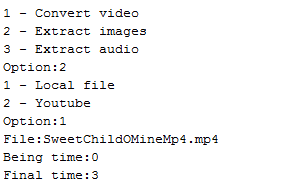 1 - Convert video
2 - Extract images
3 - Extract audio
Option:2
1 - Local file
2 - Youtube
Option:1
File:SweetChildOMineMp4.mp4
Being time:0
Final time:3